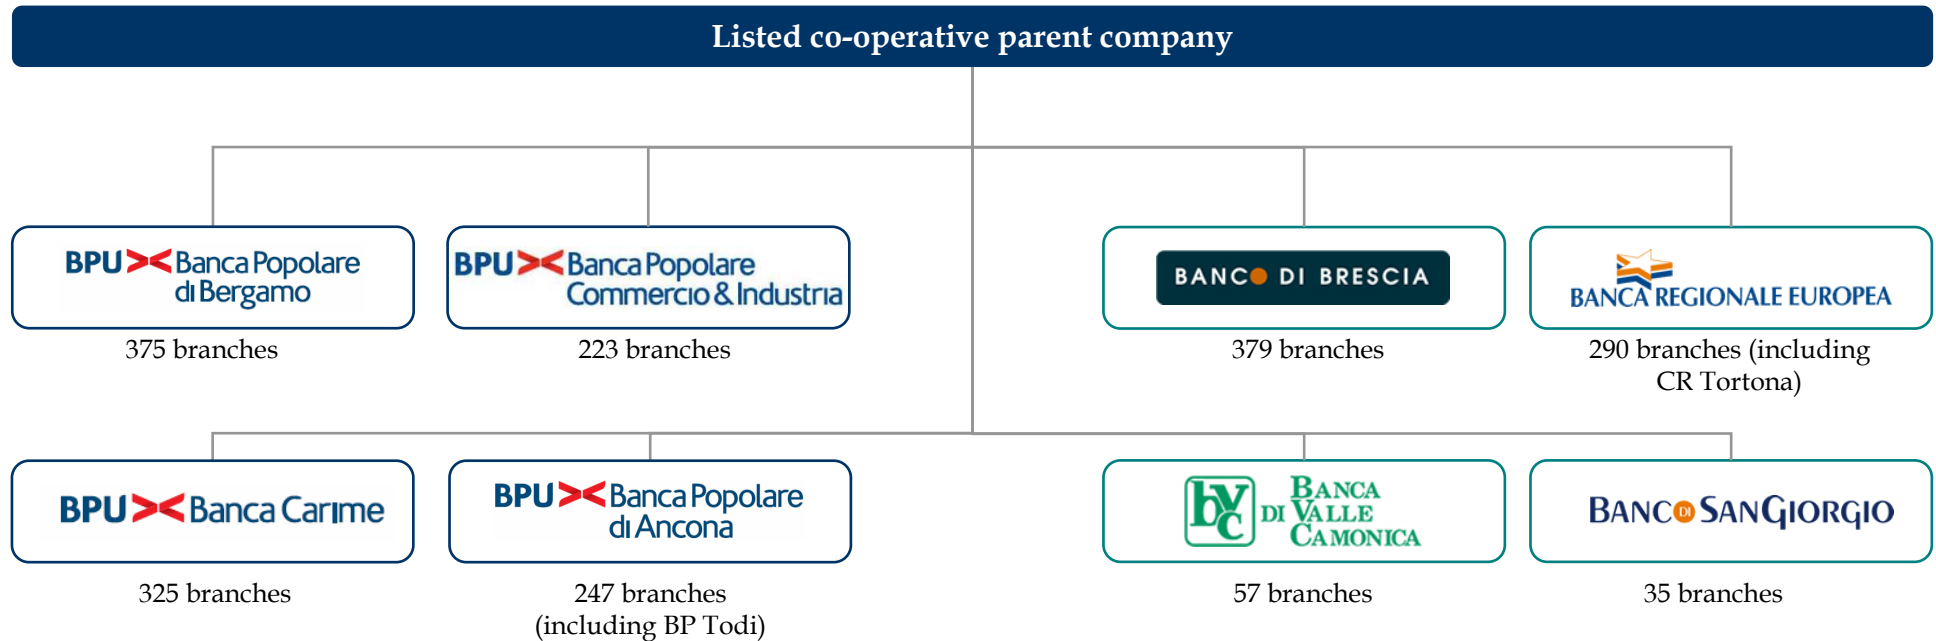 Listed co-operative parent company
BPU Banca Popolare
di Bergamo
375 branches
BPU Banca Popolare
Commercio & Industria
223 branches
BANCO DI BRESCIA
379 branches
BANCA REGIONALE EUROPEA
290 branches (including
CR Tortona)
BPU Banca Carime
325 branches
BPU Banca Popolare
di Ancona
247 branches
(including BP Todi)
bvc
BANCA
DI VALLE
CAMONICA
57 branches
BANCO DI SAN GIORGIO
35 branches